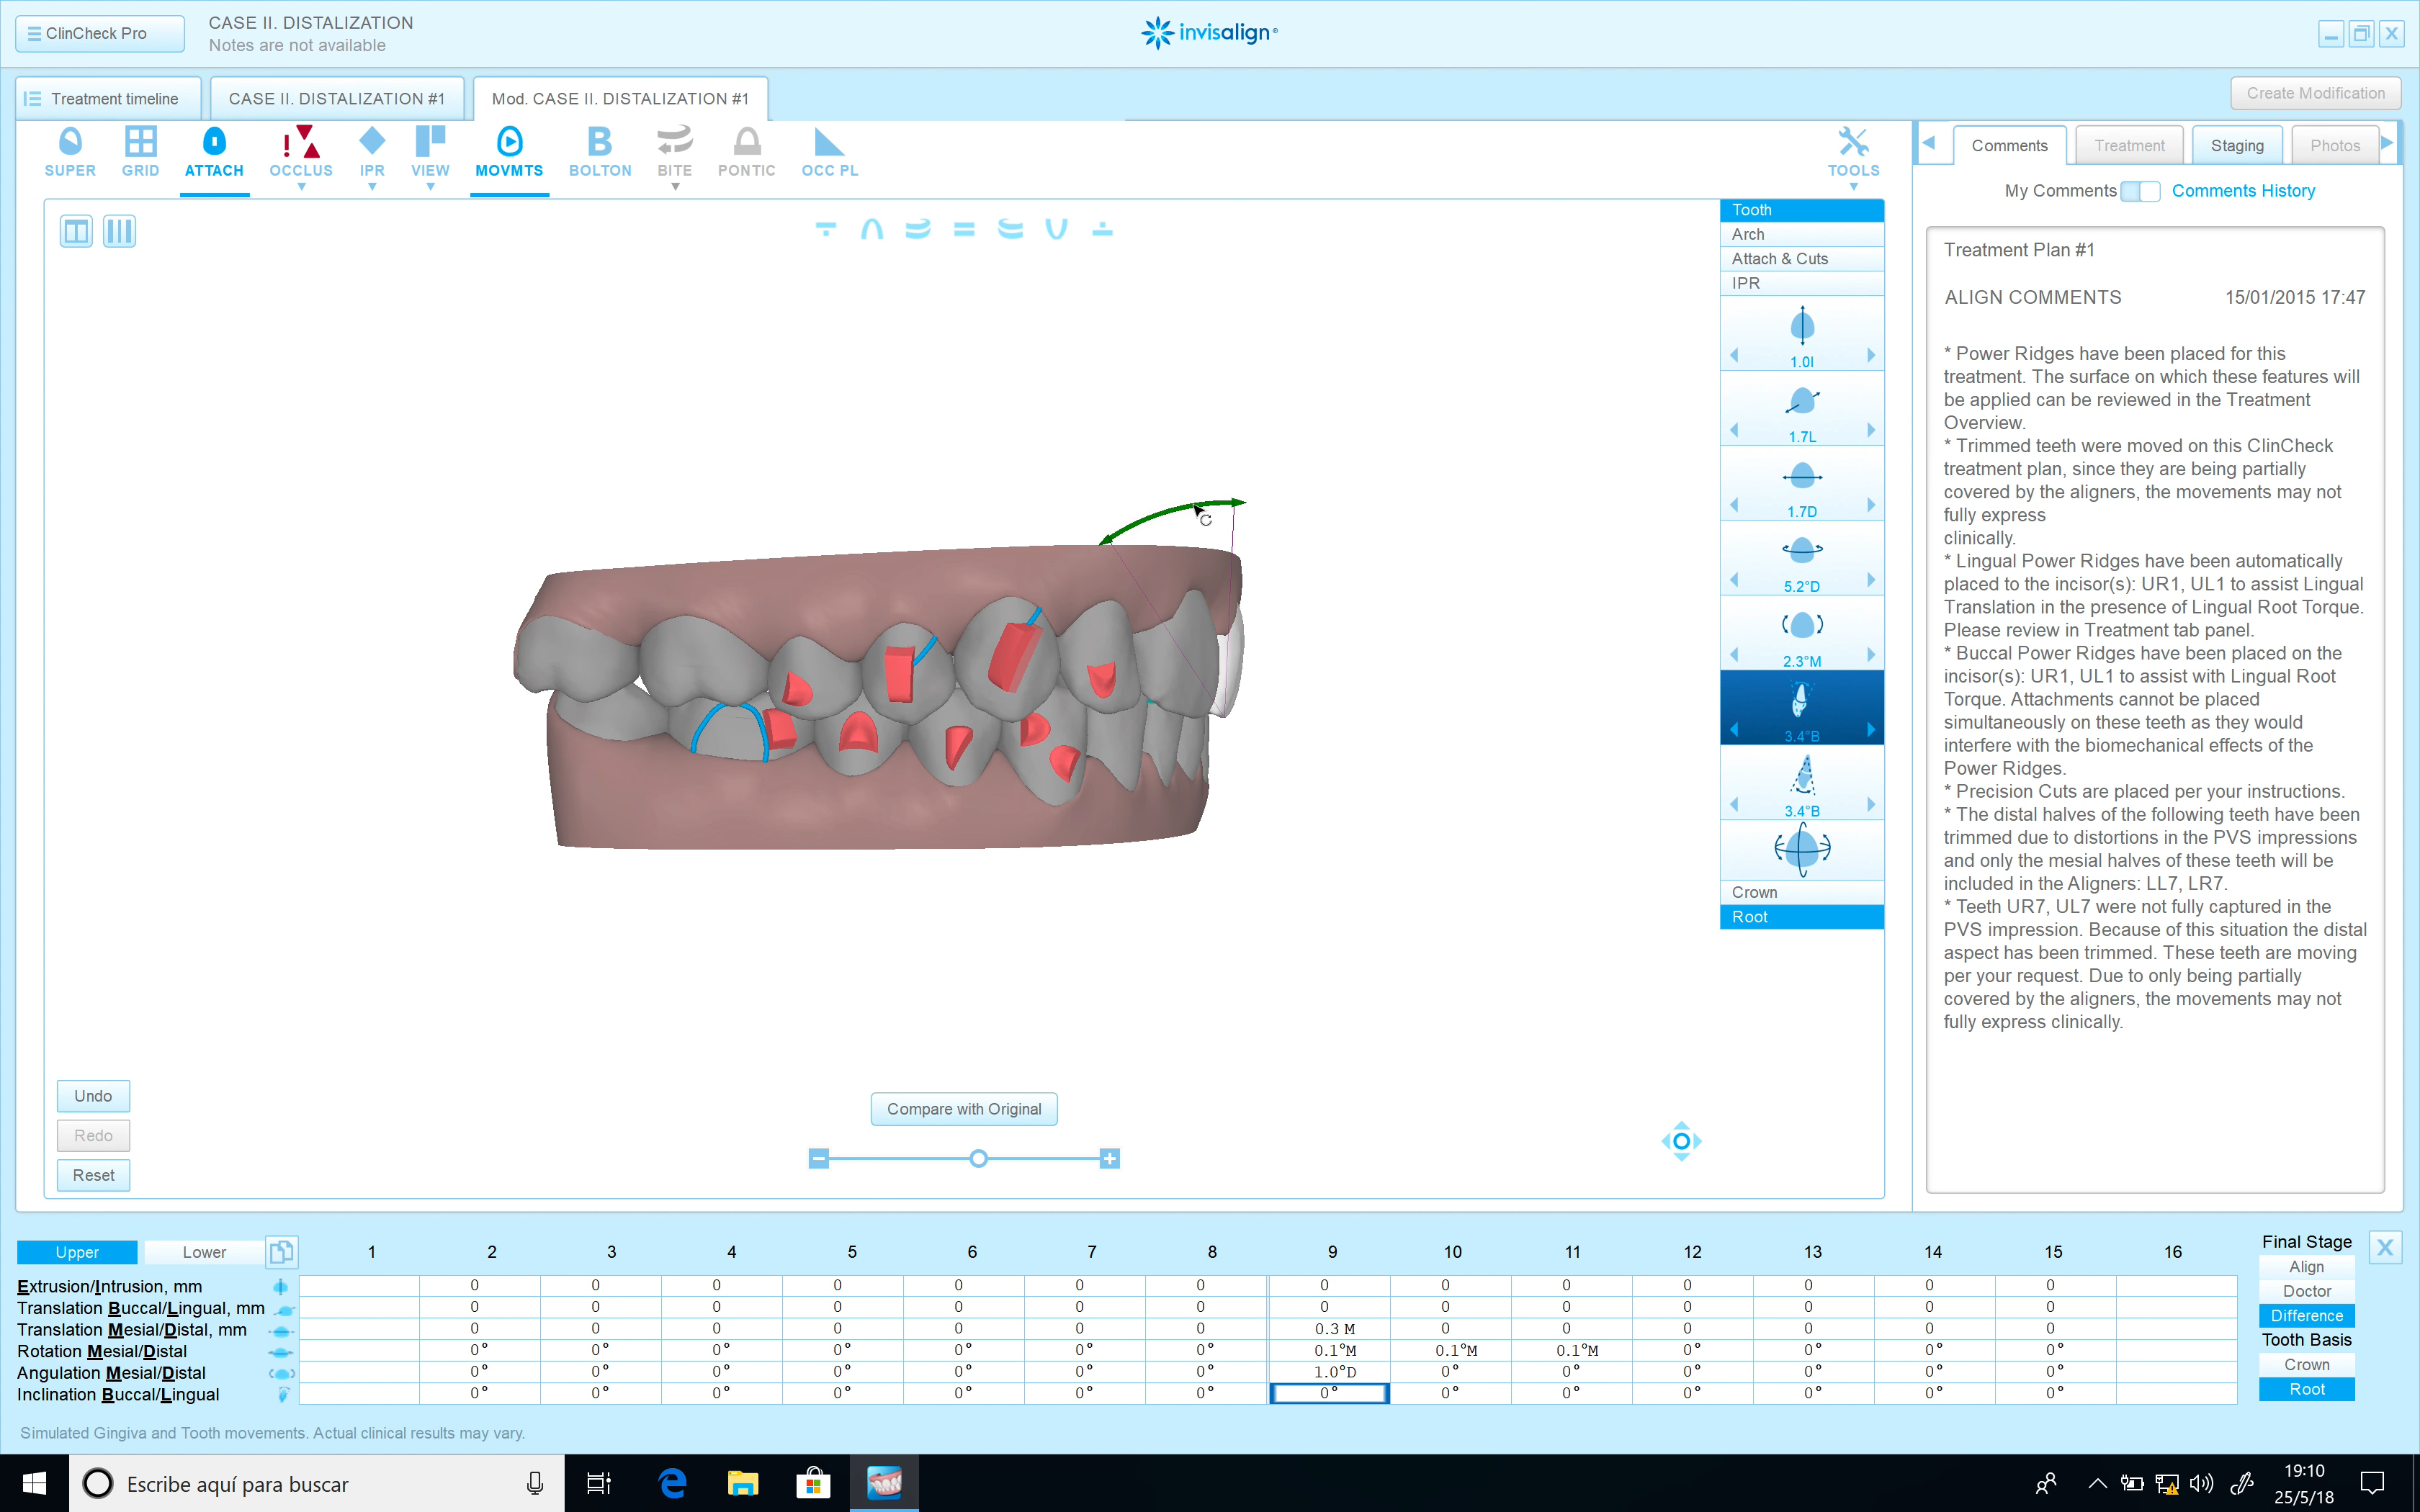 ClinCheck Pro
CASE II. DISTALIZATION
Notes are not available
invisalign®
Treatment timeline
CASE II. DISTALIZATION #1
Mod. CASE II. DISTALIZATION #1
Create Modification
SUPER
GRID
ATTACH
OCCLUS
IPR
VIEW
MOVMTS
B
BOLTON
BITE
PONTIC
OCC PL
TOOLS
Comments
Treatment
Staging
Photos
My Comments
Comments History
Tooth
Arch
Attach & Cuts
IPR
1.0I
1.7L
1.7D
5.2°D
2.3°M
3.4°B
3.4°B
Crown
Root
Treatment Plan #1
ALIGN COMMENTS 15/01/2015 17:47
* Power Ridges have been placed for this
treatment. The surface on which these features will
be applied can be reviewed in the Treatment
Overview.
* Trimmed teeth were moved on this ClinCheck
treatment plan, since they are being partially
covered by the aligners, the movements may not
fully express
clinically.
* Lingual Power Ridges have been automatically
placed to the incisor(s): UR1, UL1 to assist Lingual
Translation in the presence of Lingual Root Torque.
Please review in Treatment tab panel.
* Buccal Power Ridges have been placed on the
incisor(s): UR1, UL1 to assist with Lingual Root
Torque. Attachments cannot be placed
simultaneously on these teeth as they would
interfere with the biomechanical effects of the
Power Ridges.
* Precision Cuts are placed per your instructions.
* The distal halves of the following teeth have been
trimmed due to distortions in the PVS impressions
and only the mesial halves of these teeth will be
included in the Aligners: LL7, LR7.
* Teeth UR7, UL7 were not fully captured in the
PVS impression. Because of this situation the distal
aspect has been trimmed. These teeth are moving
per your request. Due to only being partially
covered by the aligners, the movements may not
fully express clinically.
Undo
Redo
Reset
Compare with Original
Upper Lower 1 2 3 4 5 6 7 8 9 10 11 12 13 14 15 16
Extrusion/Intrusion, mm 0 0 0 0 0 0 0 0 0 0 0 0 0 0
Translation Buccal/Lingual, mm 0 0 0 0 0 0 0 0 0 0 0 0 0 0
Translation Mesial/Distal, mm 0 0 0 0 0 0 0 0.3 M 0 0 0 0 0 0
Rotation Mesial/Distal 0° 0° 0° 0° 0° 0° 0° 0.1°M 0.1°M 0.1°M 0° 0° 0° 0°
Angulation Mesial/Distal 0° 0° 0° 0° 0° 0° 0° 1.0°D 0° 0° 0° 0° 0° 0°
Inclination Buccal/Lingual 0° 0° 0° 0° 0° 0° 0° 0° 0° 0° 0° 0° 0° 0°
Final Stage
Align
Doctor
Difference
Tooth Basis
Crown
Root
Simulated Gingiva and Tooth movements. Actual clinical results may vary.
Escribe aquí para buscar
19:10
25/5/18